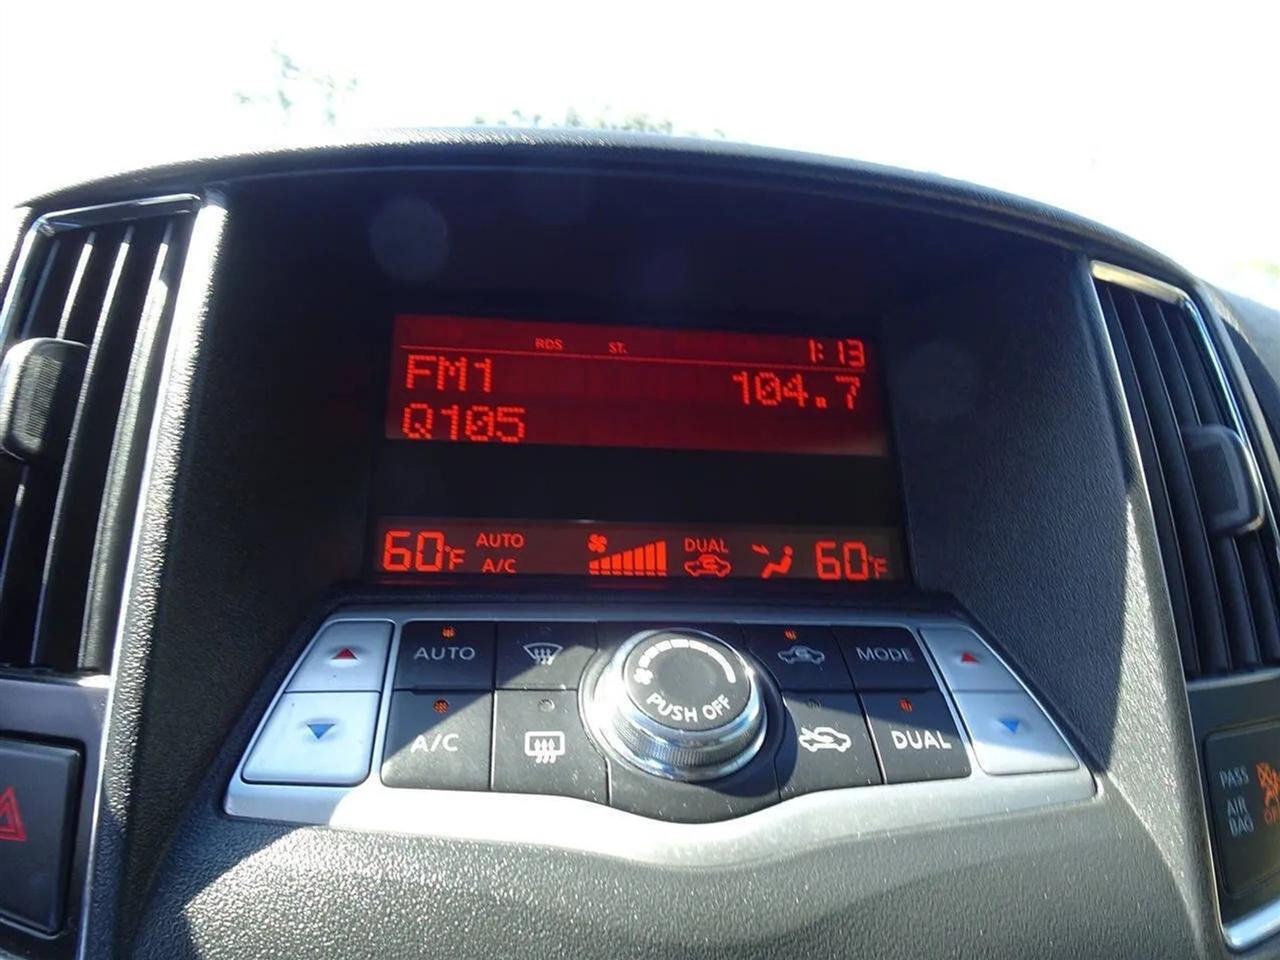 RDS ST. 1:13
FM1 104.7
Q105
60°F AUTO A/C DUAL 60°F
AUTO MODE
PUSH OFF
A/C DUAL
PASS
AIR
BAG